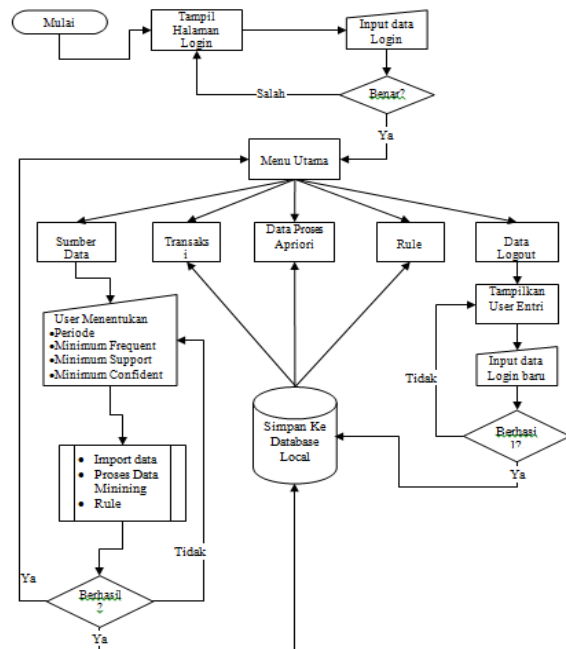 Mulai
Tampil
Halaman
Login
Input data
Login
Salah
Benar?
Ya
Menu Utama
Sumber
Data
Transaks
i
Data Proses
Apriori
Rule
Data
Logout
User Menentukan
•Periode
•Minimum Frequent
•Minimum Support
•Minimum Confident
Tampilkan
User Entri
Tidak
Input data
Login baru
Simpan Ke
Database
Local
Berhasi
l?
Ya
• Import data
• Proses Data
Minining
• Rule
Tidak
Ya
Berhasil
?
Ya